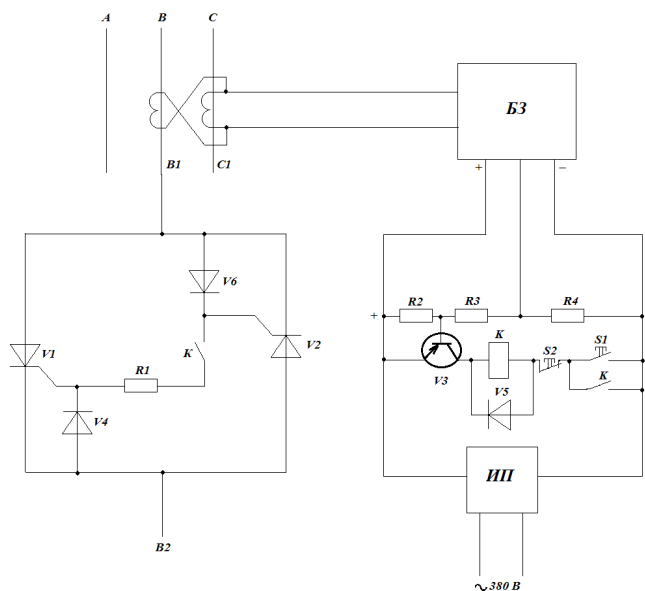 A B C
БЗ
B1 C1
+ −
V6
R2 R3 R4
+
K
V1
V2
K
S2
S1
R1
V3
V5
K
V4
ИП
B2
~380 В